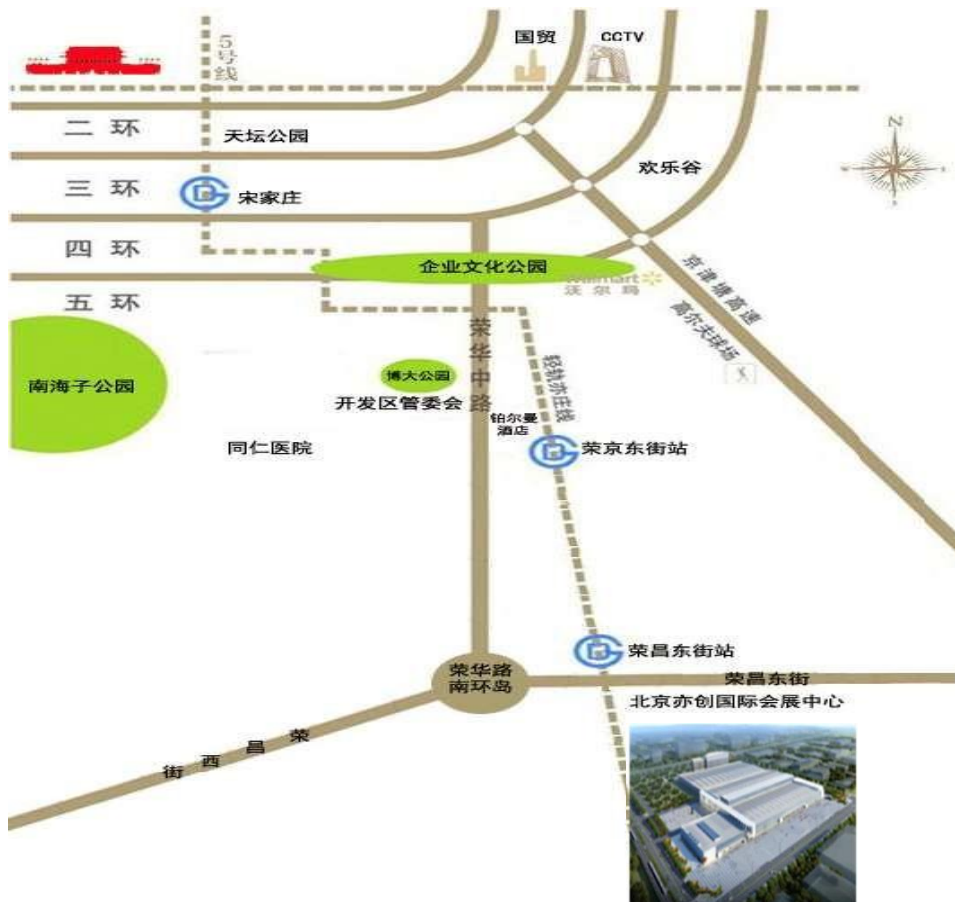 5号线
国贸
CCTV
二 环
天坛公园
三 环
宋家庄
欢乐谷
N
W
E
S
四 环
企业文化公园
京津塘高速
Walmart
沃尔玛
五 环
荣华中路
高尔夫球场
南海子公园
博大公园
轻轨亦庄线
开发区管委会
铂尔曼
酒店
同仁医院
荣京东街站
荣昌东街站
荣华路
南环岛
荣昌东街
北京亦创国际会展中心
荣昌西街